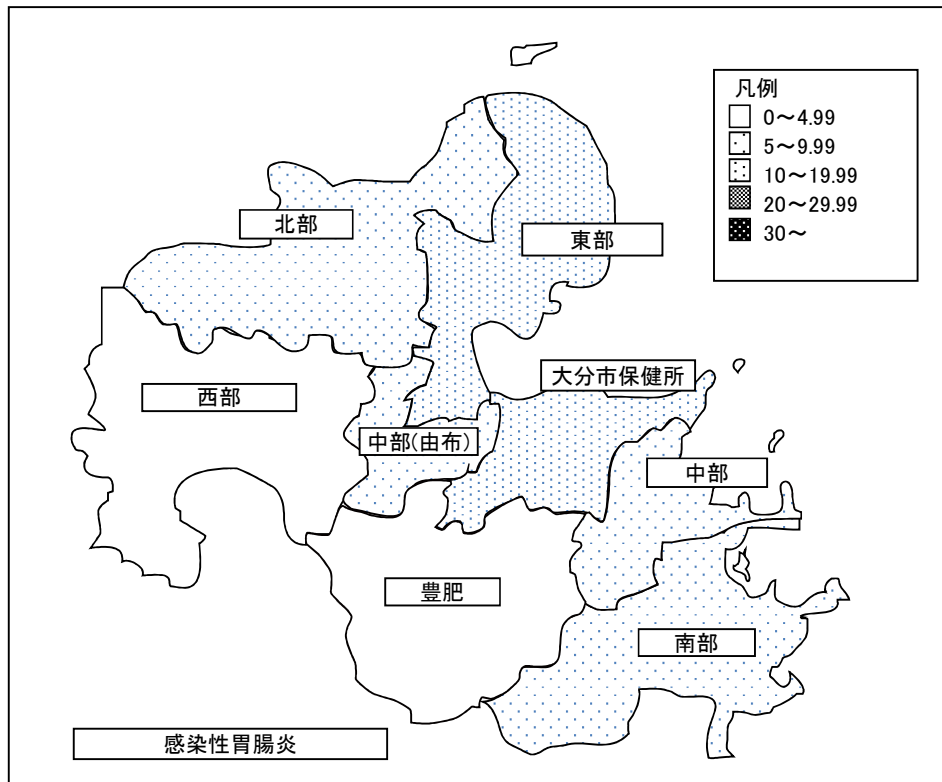 凡例
0～4.99
5～9.99
10～19.99
20～29.99
30～
北部
東部
大分市保健所
西部
中部(由布)
中部
豊肥
南部
感染性胃腸炎